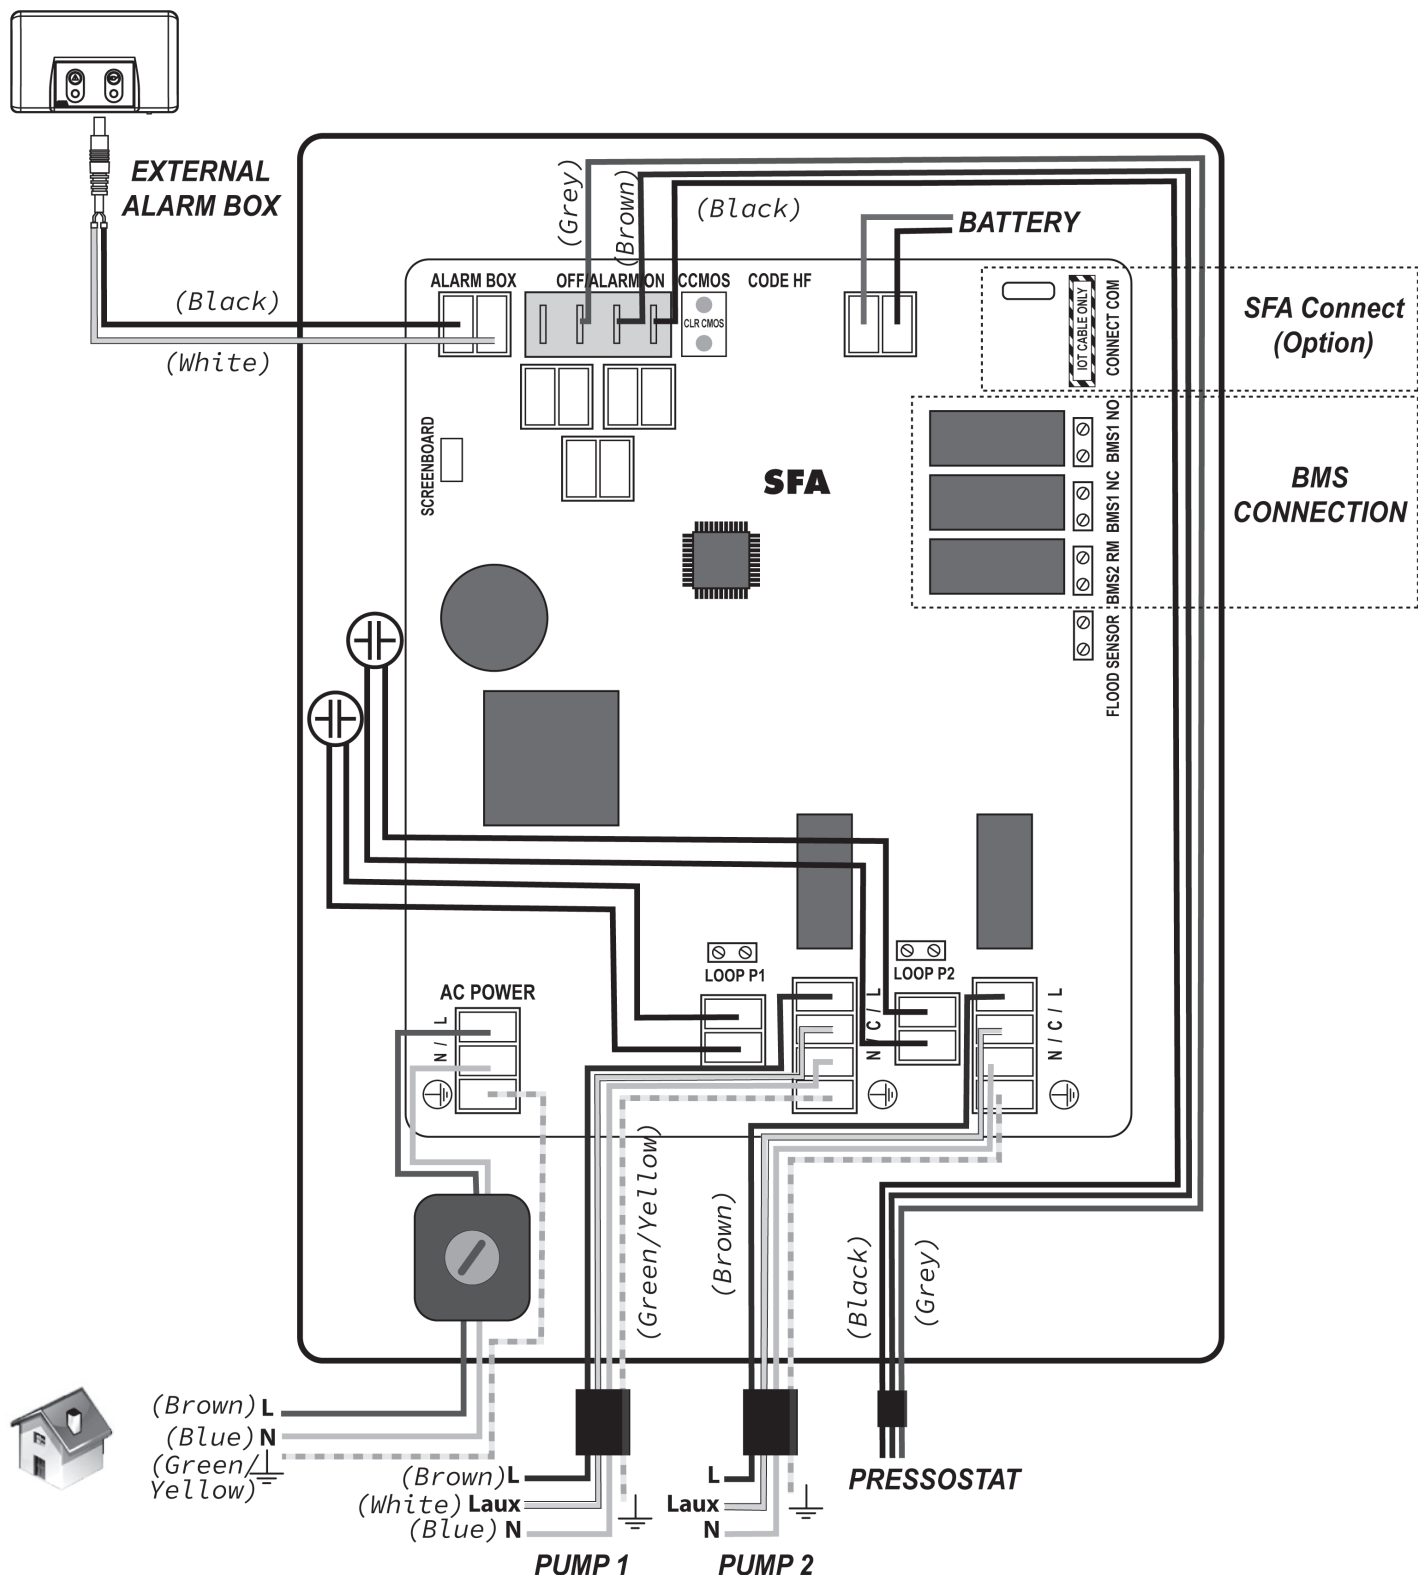 EXTERNAL
ALARM BOX
(Grey)
(Brown)
(Black)
BATTERY
(Black)
(White)
ALARM BOX
OFF/ALARM/ON
CCMOS
CODE HF
CLR CMOS
IOT CABLE ONLY
CONNECT COM
SFA Connect
(Option)
SCREENBOARD
SFA
BMS1 NO
BMS1 NC
BMS2 RM
FLOOD SENSOR
BMS
CONNECTION
LOOP P1
LOOP P2
AC POWER
N / L
N / C / L
N / C / L
(Green/Yellow)
(Brown)
(Black)
(Grey)
(Brown) L
(Blue) N
(Green/
Yellow)
(Brown) L
(White) Laux
(Blue) N
PUMP 1
L
Laux
N
PUMP 2
PRESSOSTAT